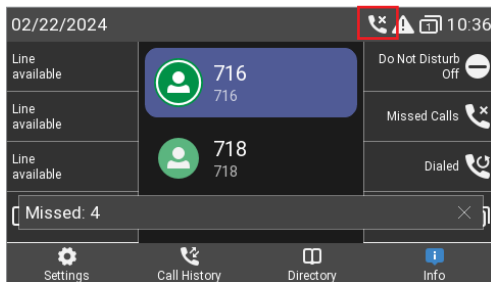 02/22/2024
1
10:36
Line
available
716
716
Do Not Disturb
Off
Line
available
Missed Calls
Line
available
718
718
Dialed
Missed: 4
Settings
Call History
Directory
Info